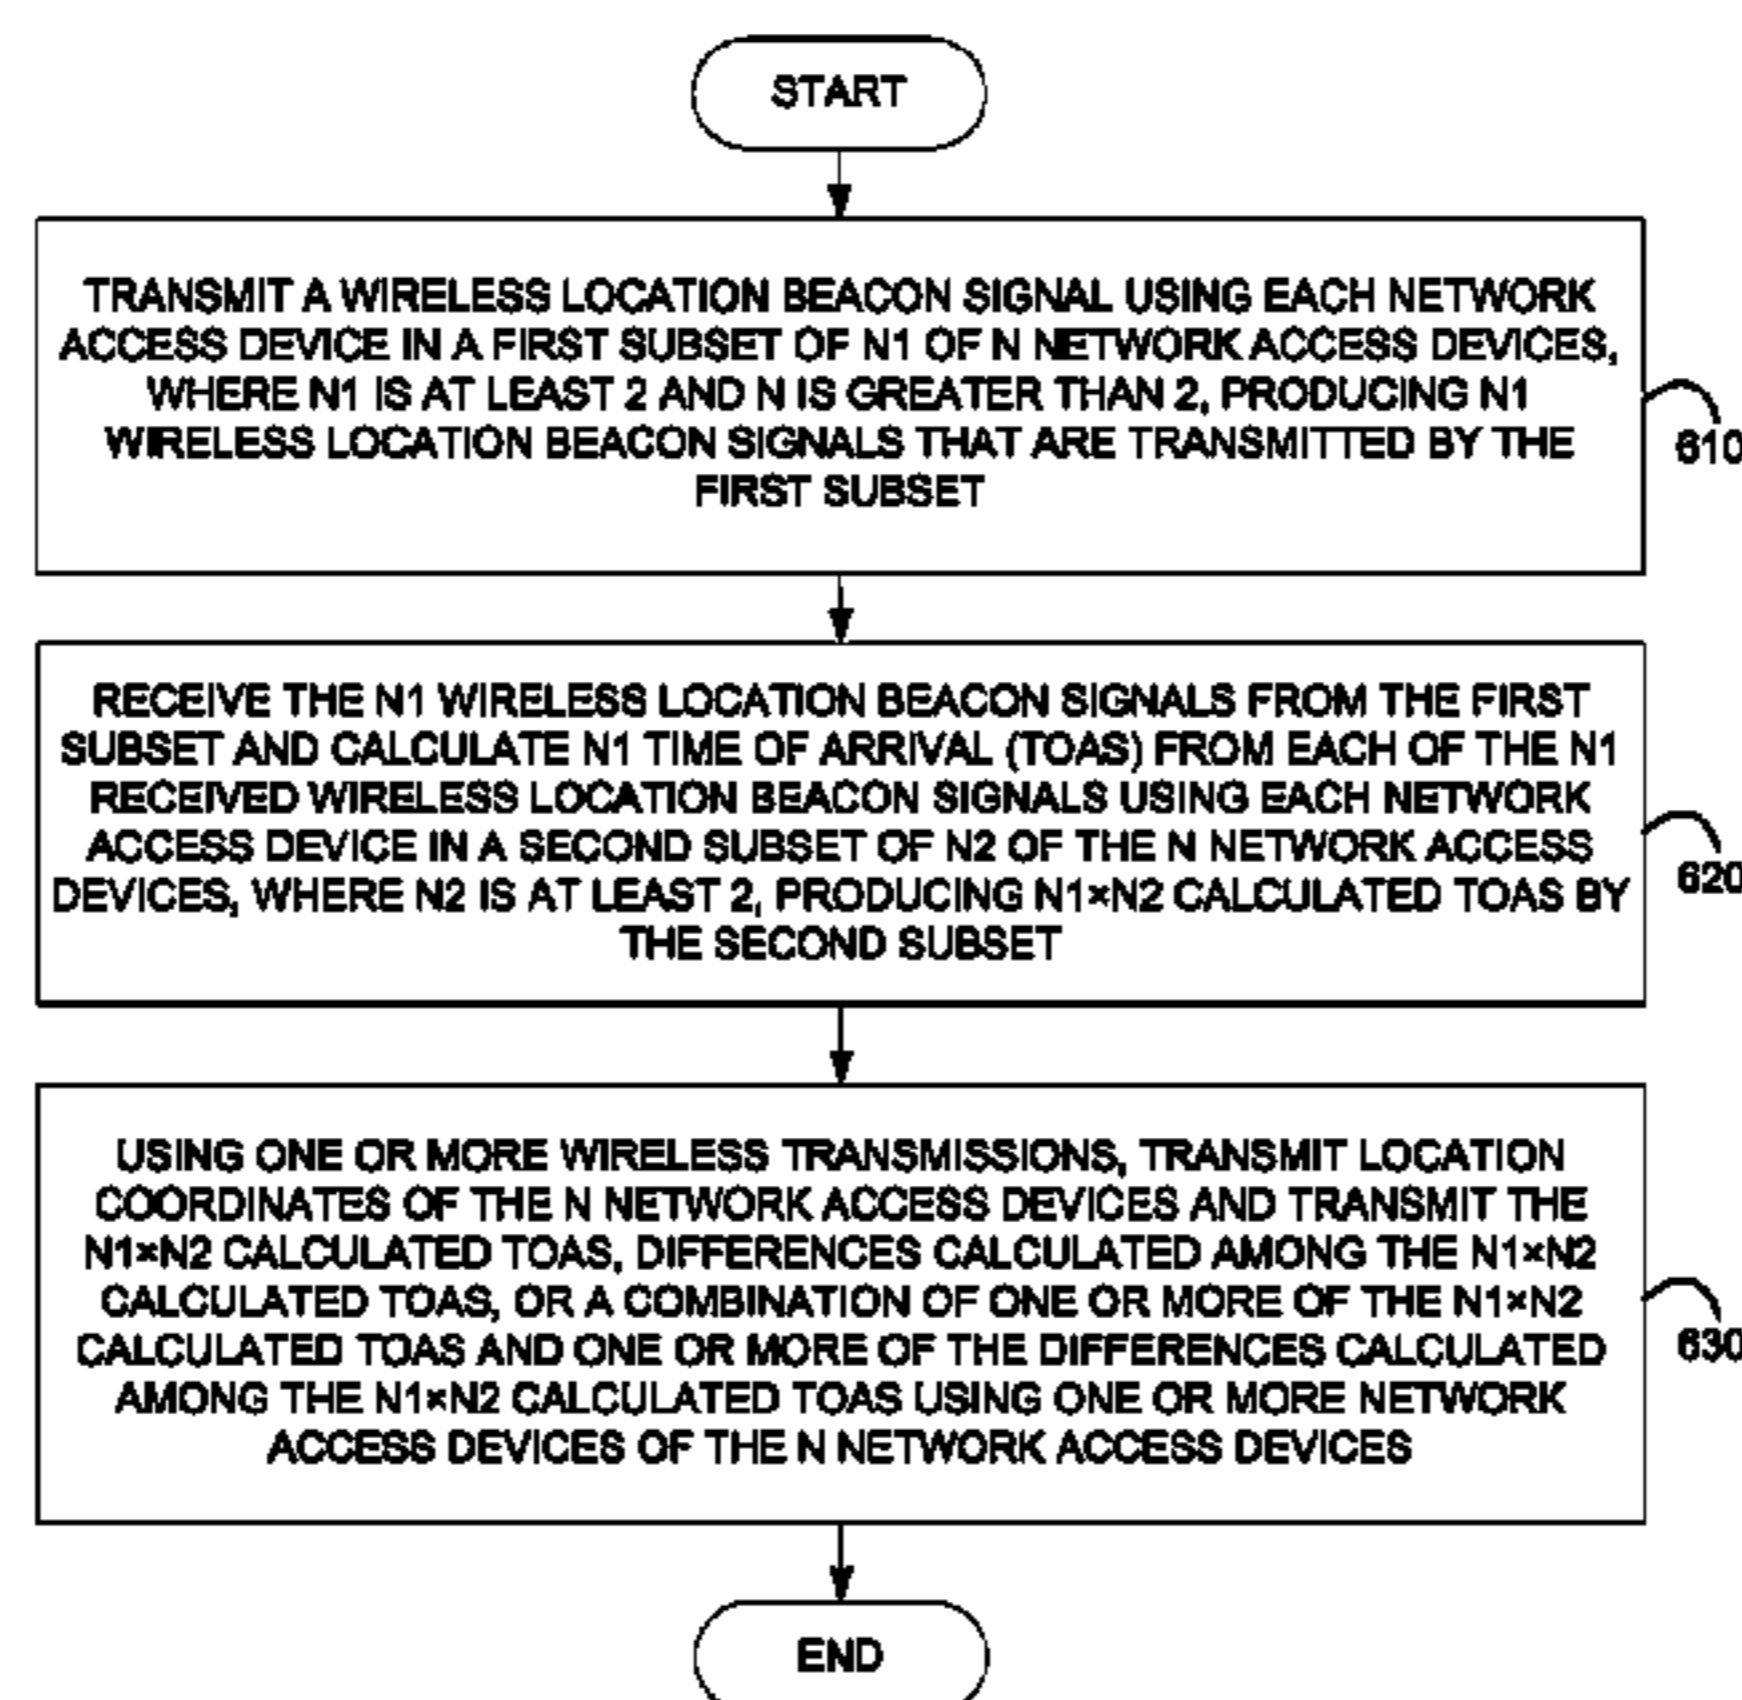 START
TRANSMIT A WIRELESS LOCATION BEACON SIGNAL USING EACH NETWORK
ACCESS DEVICE IN A FIRST SUBSET OF N1 OF N NETWORK ACCESS DEVICES,
WHERE N1 IS AT LEAST 2 AND N IS GREATER THAN 2, PRODUCING N1
WIRELESS LOCATION BEACON SIGNALS THAT ARE TRANSMITTED BY THE
FIRST SUBSET
610
RECEIVE THE N1 WIRELESS LOCATION BEACON SIGNALS FROM THE FIRST
SUBSET AND CALCULATE N1 TIME OF ARRIVAL (TOAS) FROM EACH OF THE N1
RECEIVED WIRELESS LOCATION BEACON SIGNALS USING EACH NETWORK
ACCESS DEVICE IN A SECOND SUBSET OF N2 OF THE N NETWORK ACCESS
DEVICES, WHERE N2 IS AT LEAST 2, PRODUCING N1×N2 CALCULATED TOAS BY
THE SECOND SUBSET
620
USING ONE OR MORE WIRELESS TRANSMISSIONS, TRANSMIT LOCATION
COORDINATES OF THE N NETWORK ACCESS DEVICES AND TRANSMIT THE
N1×N2 CALCULATED TOAS, DIFFERENCES CALCULATED AMONG THE N1×N2
CALCULATED TOAS, OR A COMBINATION OF ONE OR MORE OF THE N1×N2
CALCULATED TOAS AND ONE OR MORE OF THE DIFFERENCES CALCULATED
AMONG THE N1×N2 CALCULATED TOAS USING ONE OR MORE NETWORK
ACCESS DEVICES OF THE N NETWORK ACCESS DEVICES
630
END